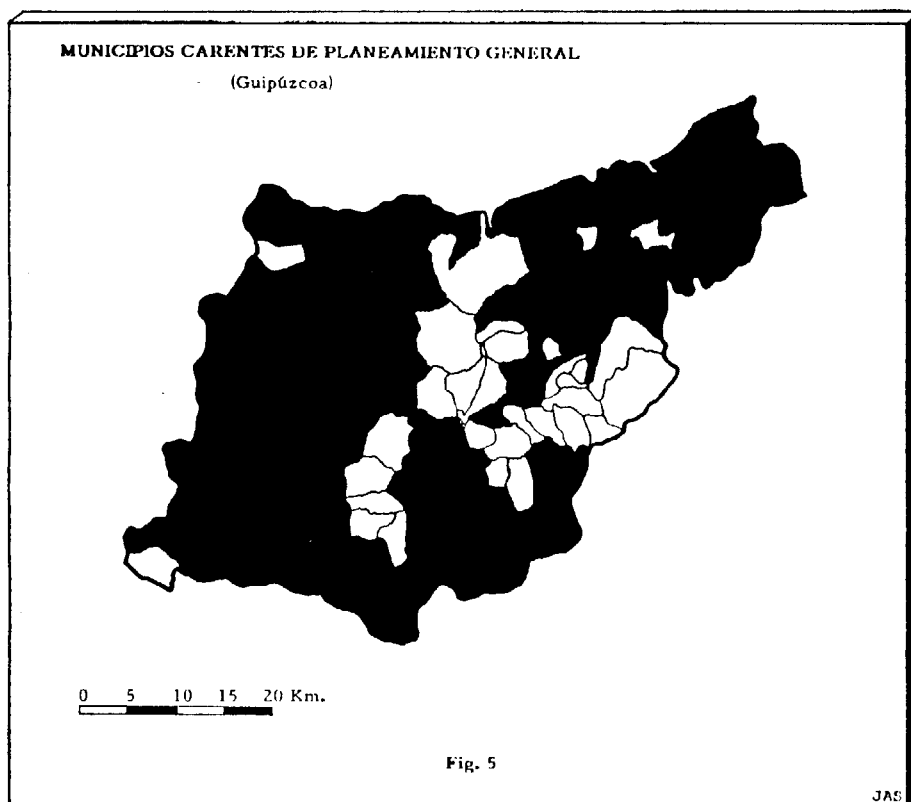 MUNICIPIOS CARENTES DE PLANEAMIENTO GENERAL
(Guipúzcoa)
0 5 10 15 20 Km.
Fig. 5
JAS